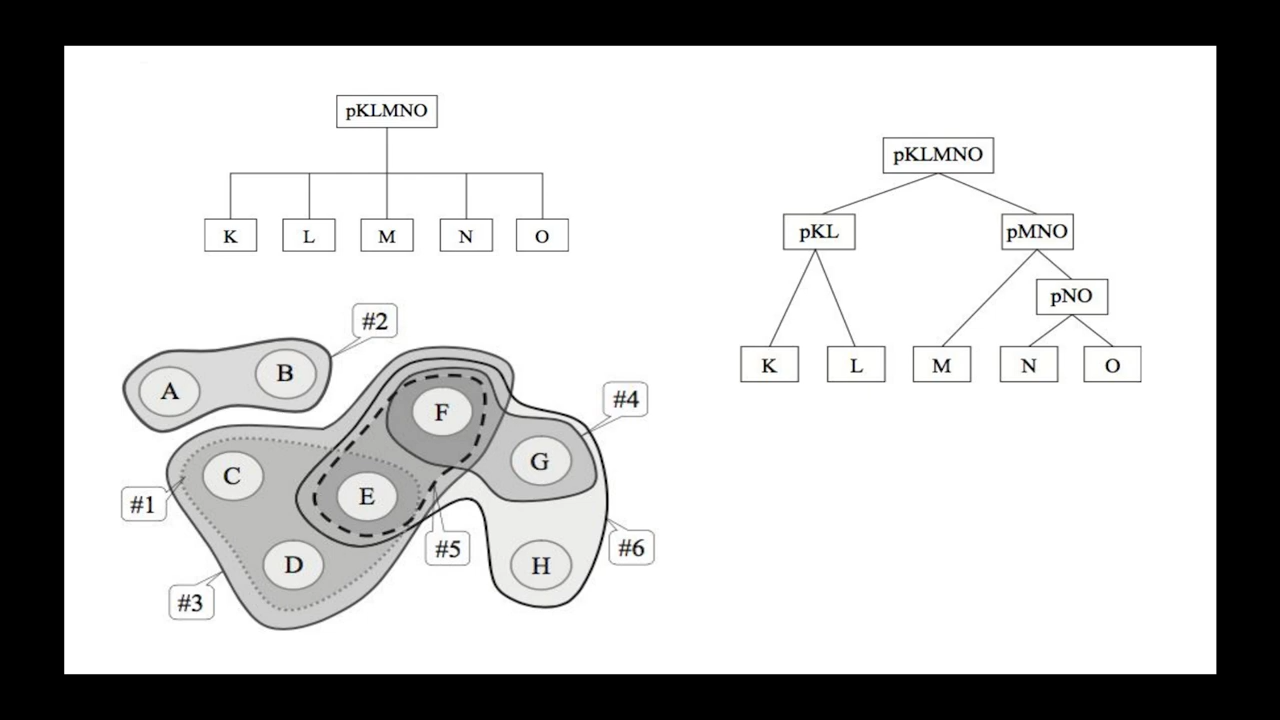 pKLMNO
K L M N O
pKLMNO
pKL pMNO
pNO
K L M N O
#2
A B
#4
F
G
C
E
#1
#5
#6
D
H
#3